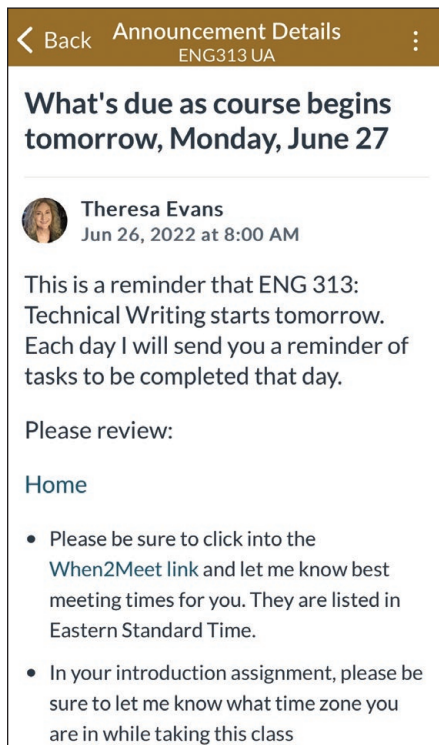 Back
Announcement Details
ENG313 UA
What's due as course begins
tomorrow, Monday, June 27
Theresa Evans
Jun 26, 2022 at 8:00 AM
This is a reminder that ENG 313:
Technical Writing starts tomorrow.
Each day I will send you a reminder of
tasks to be completed that day.
Please review:
Home
• Please be sure to click into the
When2Meet link and let me know best
meeting times for you. They are listed in
Eastern Standard Time.
• In your introduction assignment, please be
sure to let me know what time zone you
are in while taking this class